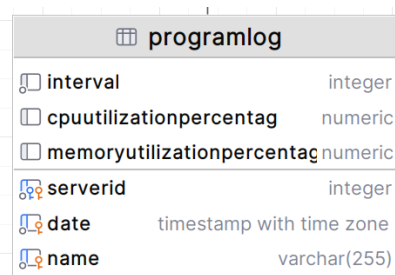 programlog
interval integer
cpuutilizationpercentag numeric
memoryutilizationpercentag numeric
serverid integer
date timestamp with time zone
name varchar(255)